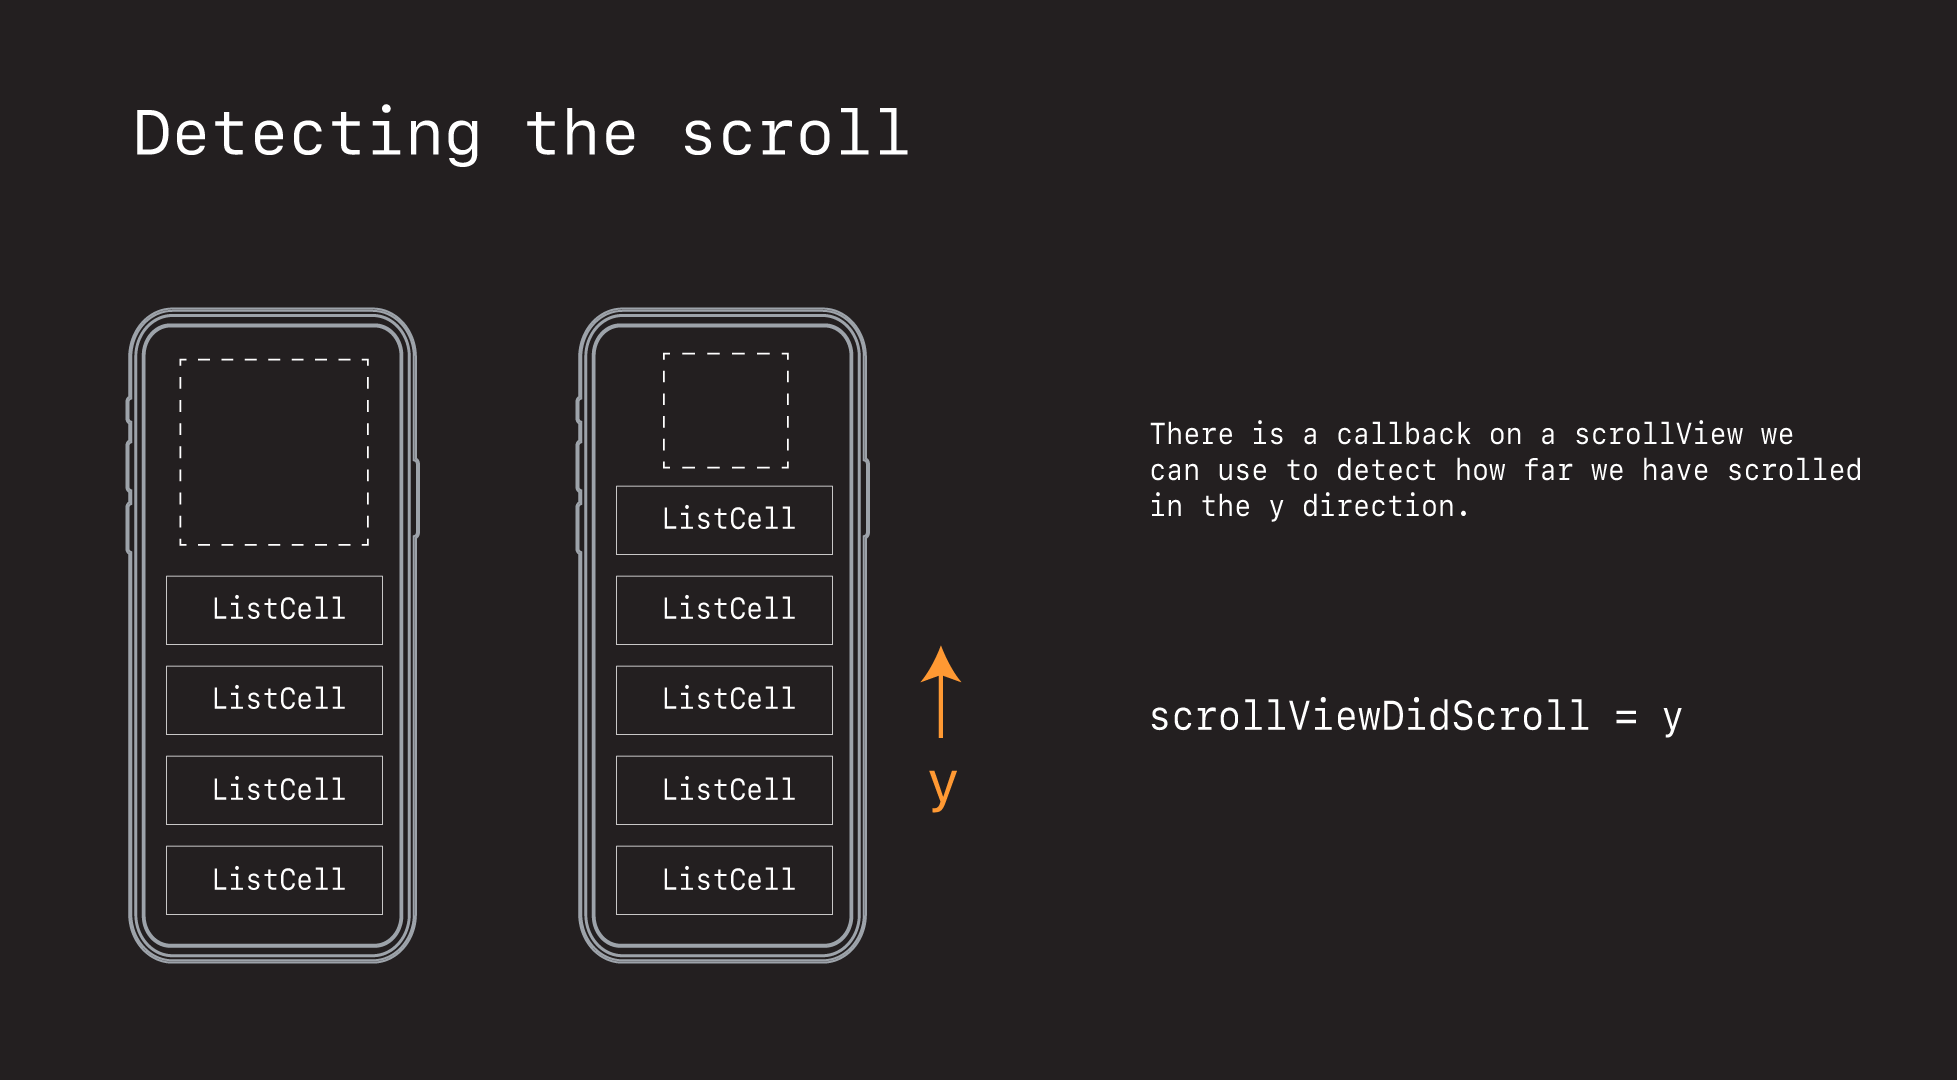 Detecting the scroll
ListCell
ListCell
ListCell
ListCell
ListCell
ListCell
ListCell
ListCell
ListCell
y
There is a callback on a scrollView we
can use to detect how far we have scrolled
in the y direction.
scrollViewDidScroll = y